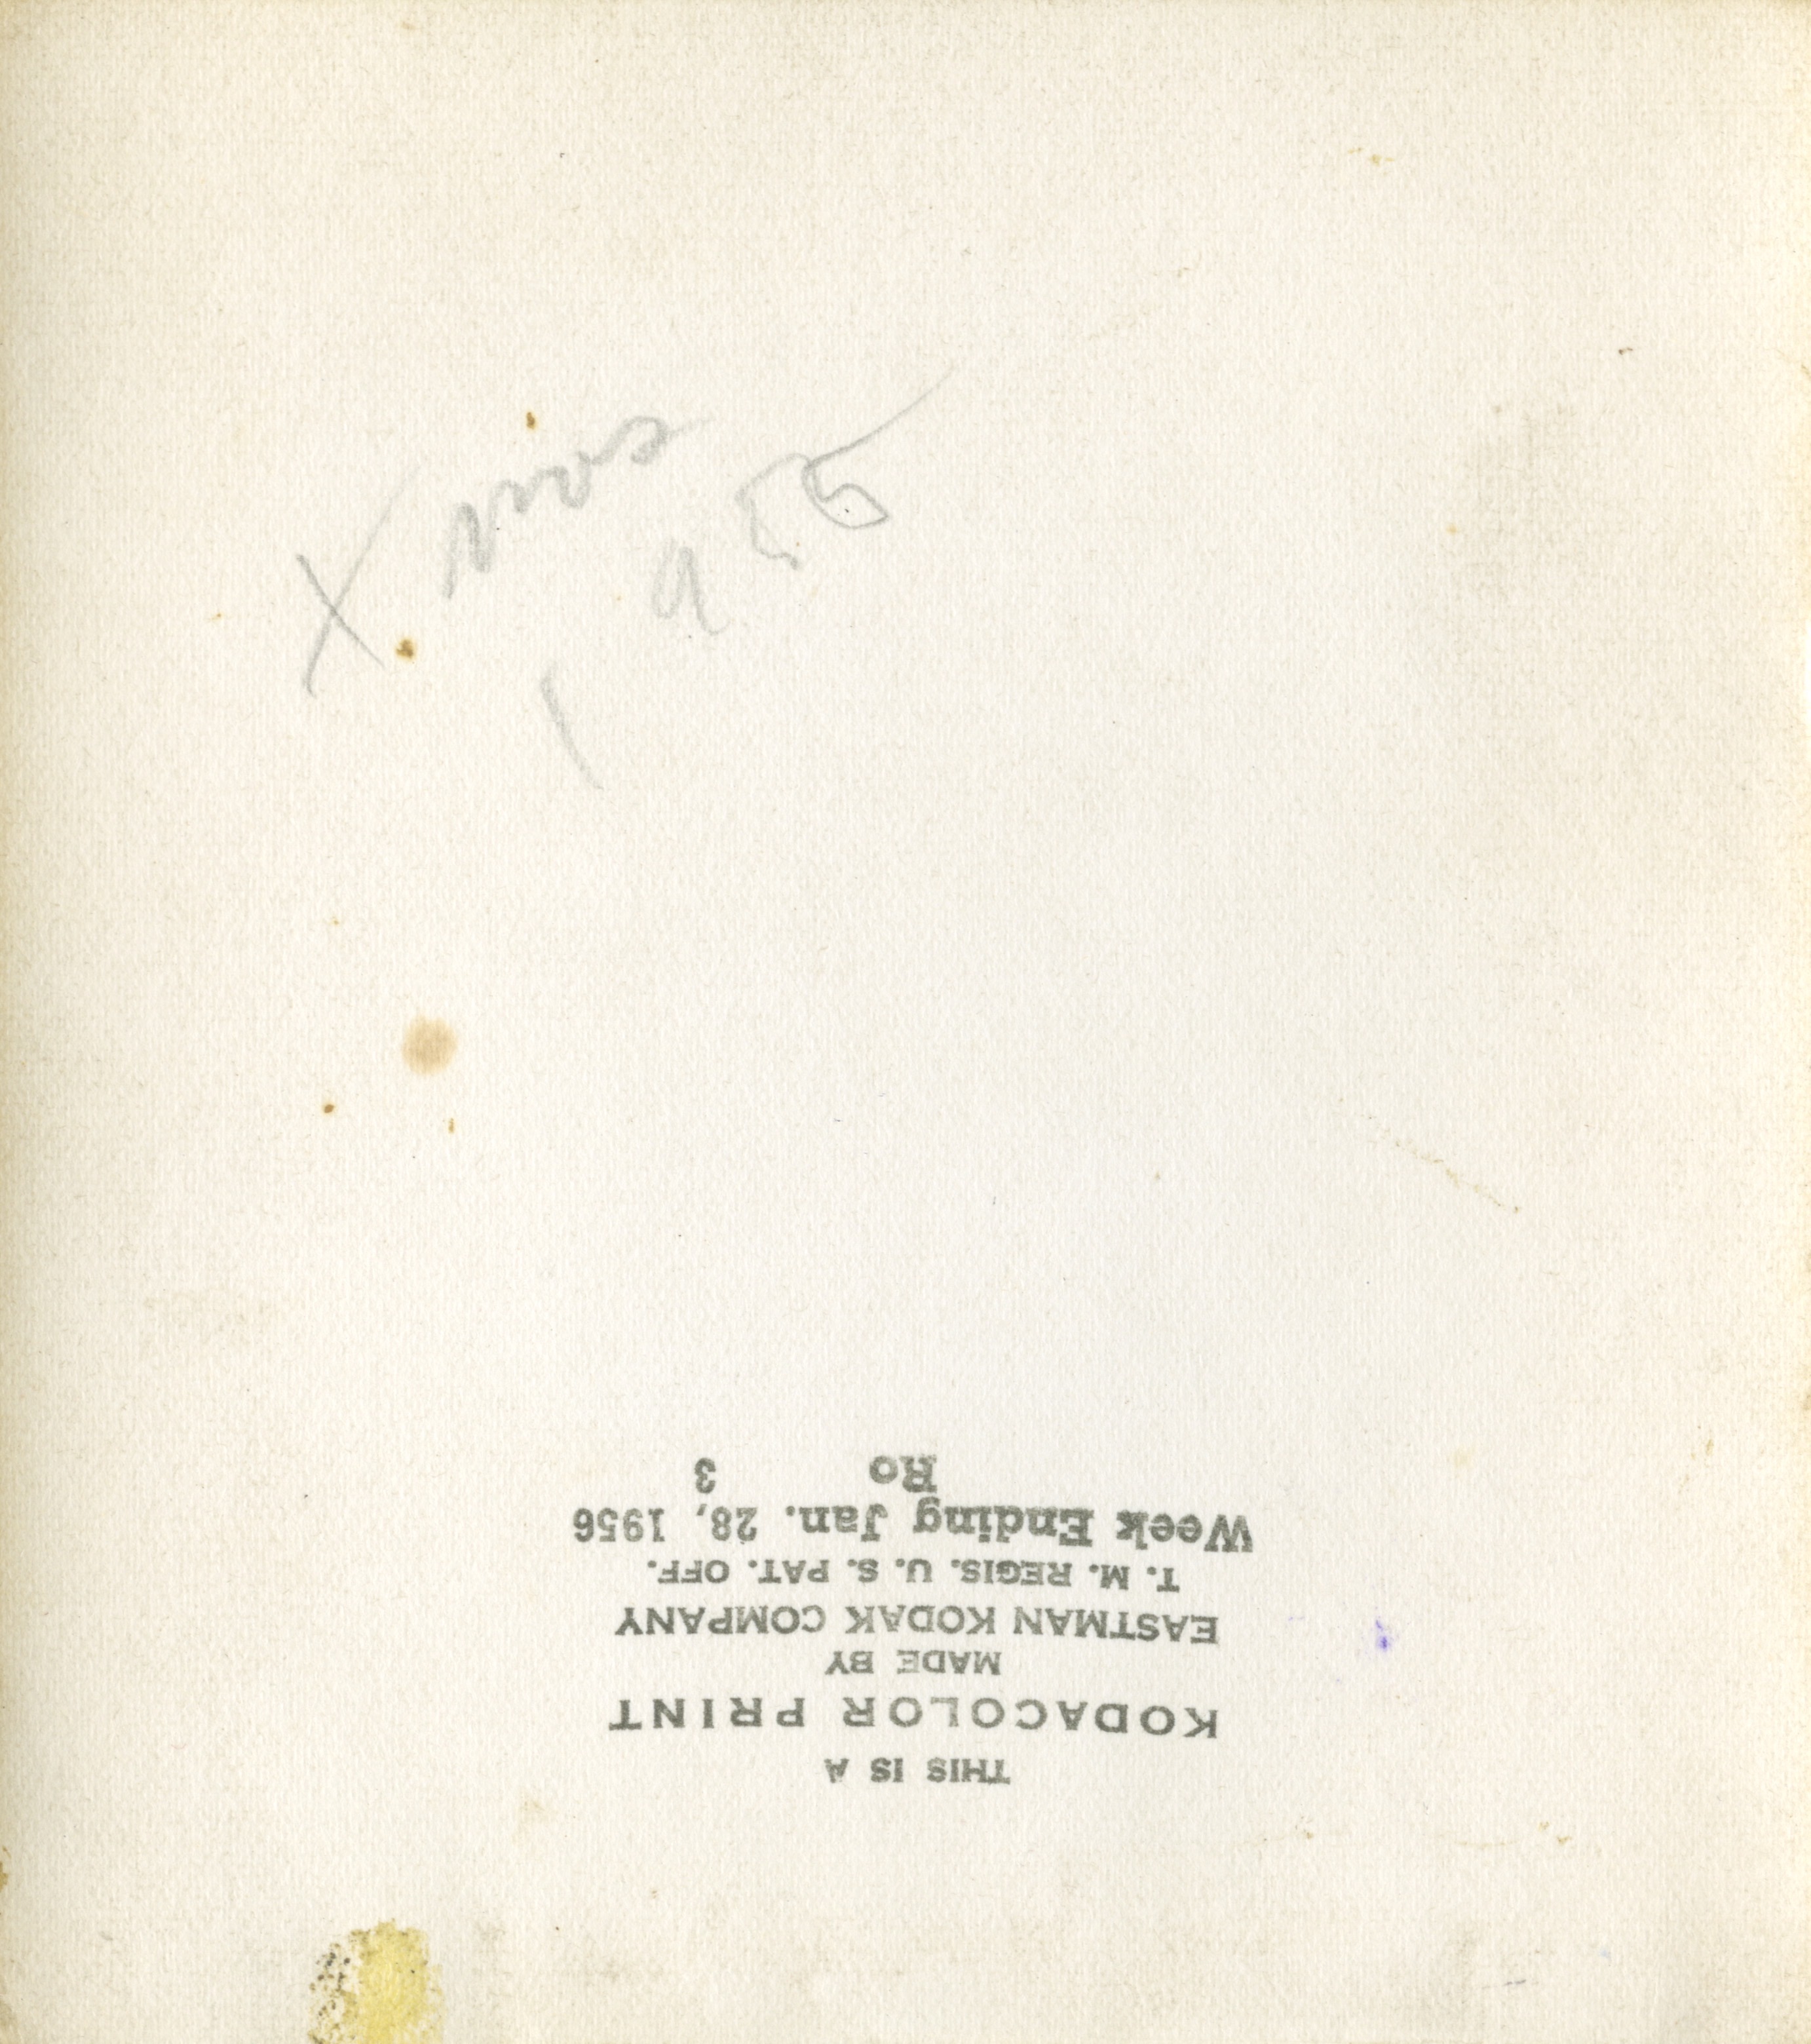 Xmas
1955
THIS IS A
KODACOLOR PRINT
MADE BY
EASTMAN KODAK COMPANY
T. M. REGIS. U. S. PAT. OFF.
Week Ending Jan. 28, 1956
Ro 3